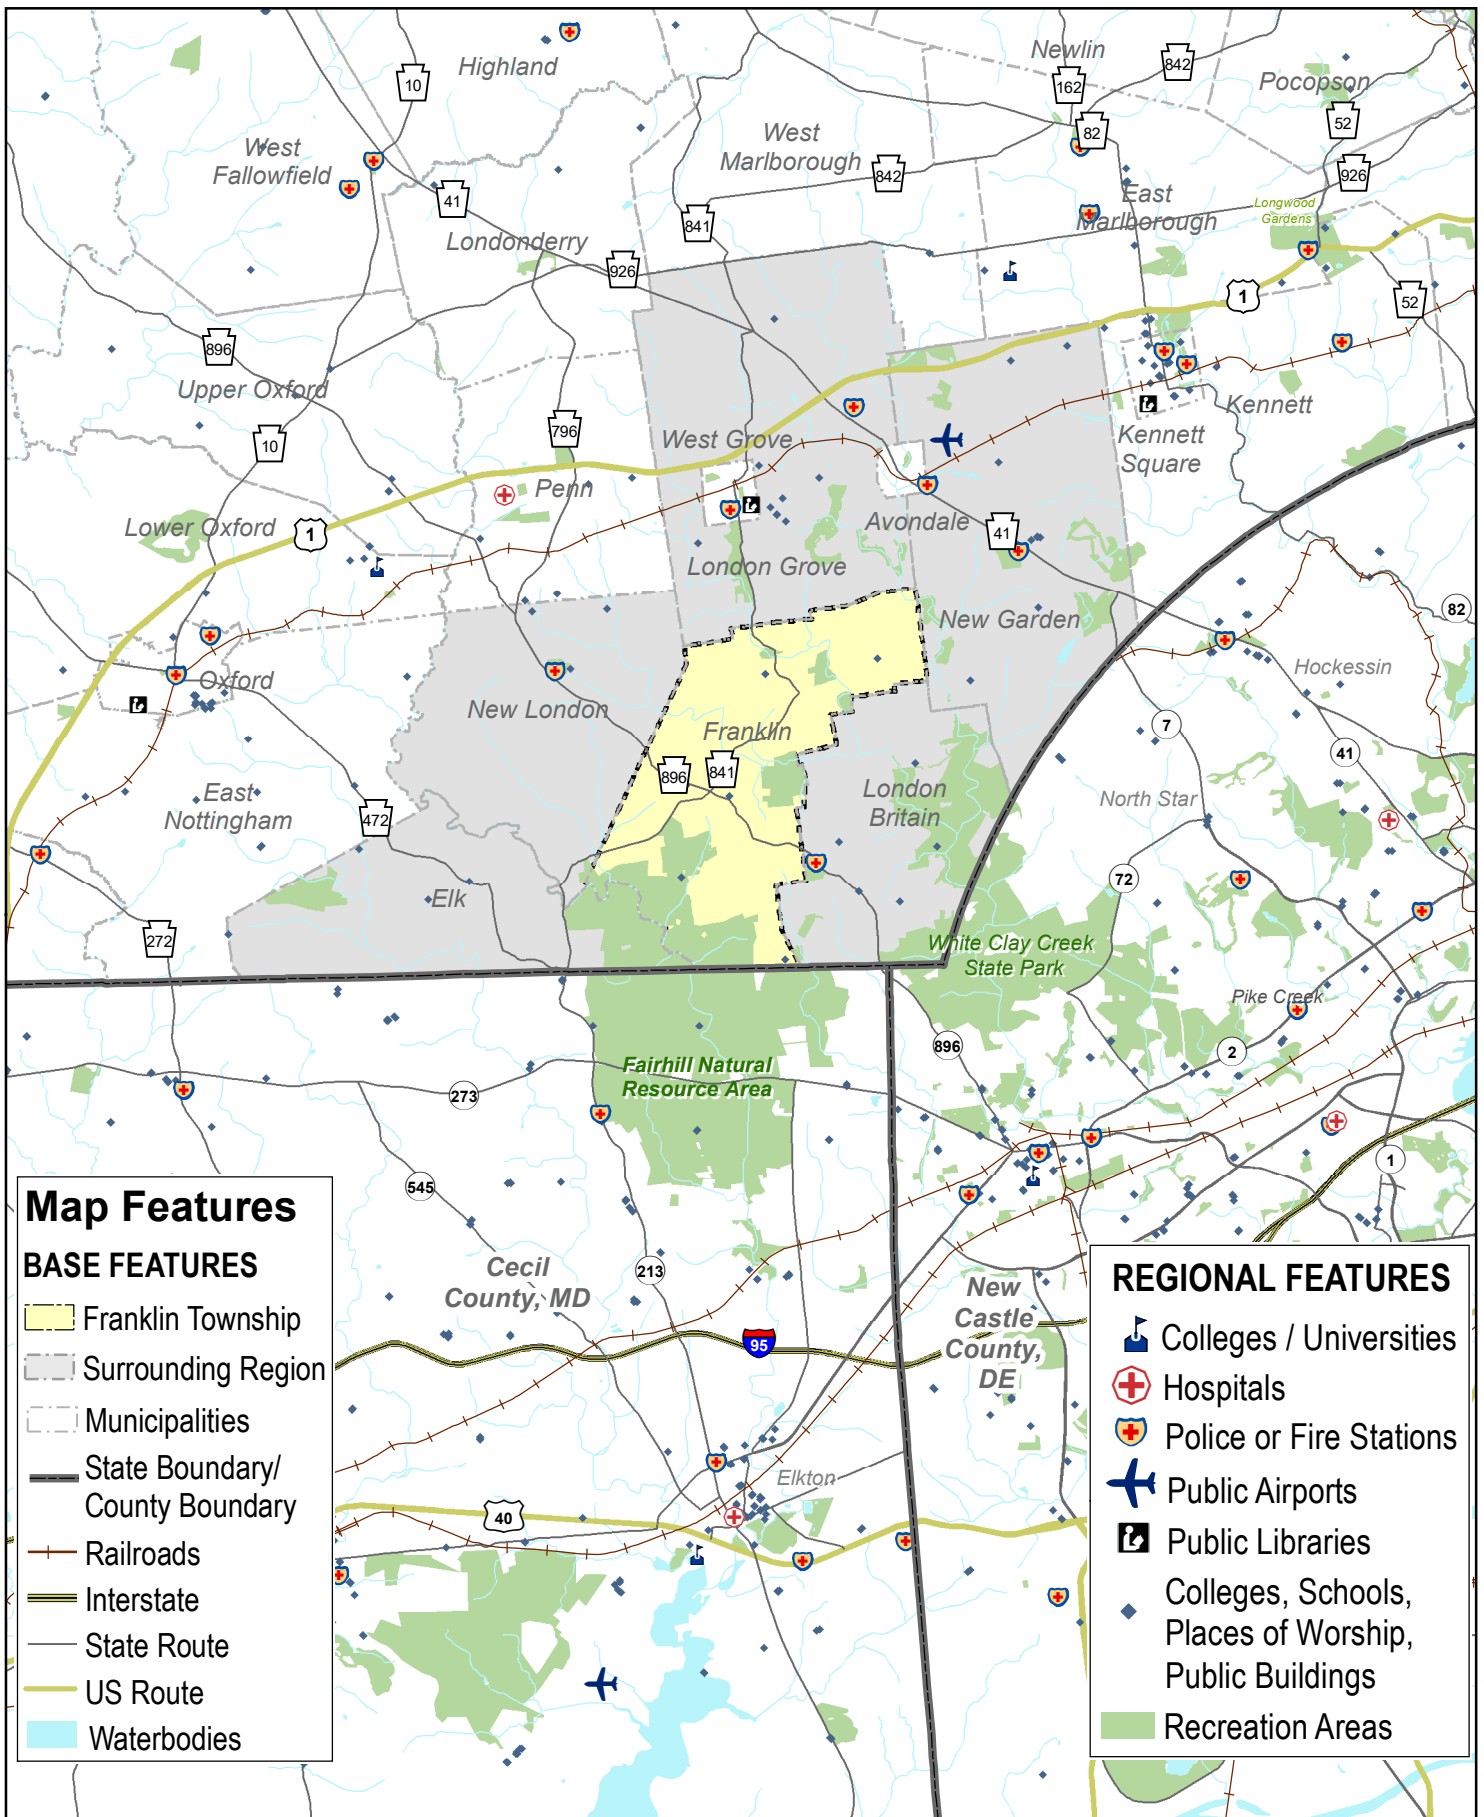 Highland
10
Newlin
842
162
Pocopson
82
52
West
Fallowfield
West
Marlborough
842
926
41
East
Marlborough
Longwood
Gardens
841
Londonderry
926
1
52
896
Upper Oxford
10
796
West Grove
Kennett
Kennett
Square
Penn
Lower Oxford
1
Avondale
41
London Grove
82
New Garden
Hockessin
Oxford
New London
Franklin
7
41
896
841
East
Nottingham
472
London
Britain
North Star
72
Elk
272
White Clay Creek
State Park
Pike Creek
896
2
Fairhill Natural
Resource Area
273
1
545
213
Cecil
County, MD
New
Castle
County,
DE
95
Elkton
40
Map Features
BASE FEATURES
Franklin Township
Surrounding Region
Municipalities
State Boundary/
County Boundary
Railroads
Interstate
State Route
US Route
Waterbodies
REGIONAL FEATURES
Colleges / Universities
Hospitals
Police or Fire Stations
Public Airports
Public Libraries
Colleges, Schools,
Places of Worship,
Public Buildings
Recreation Areas